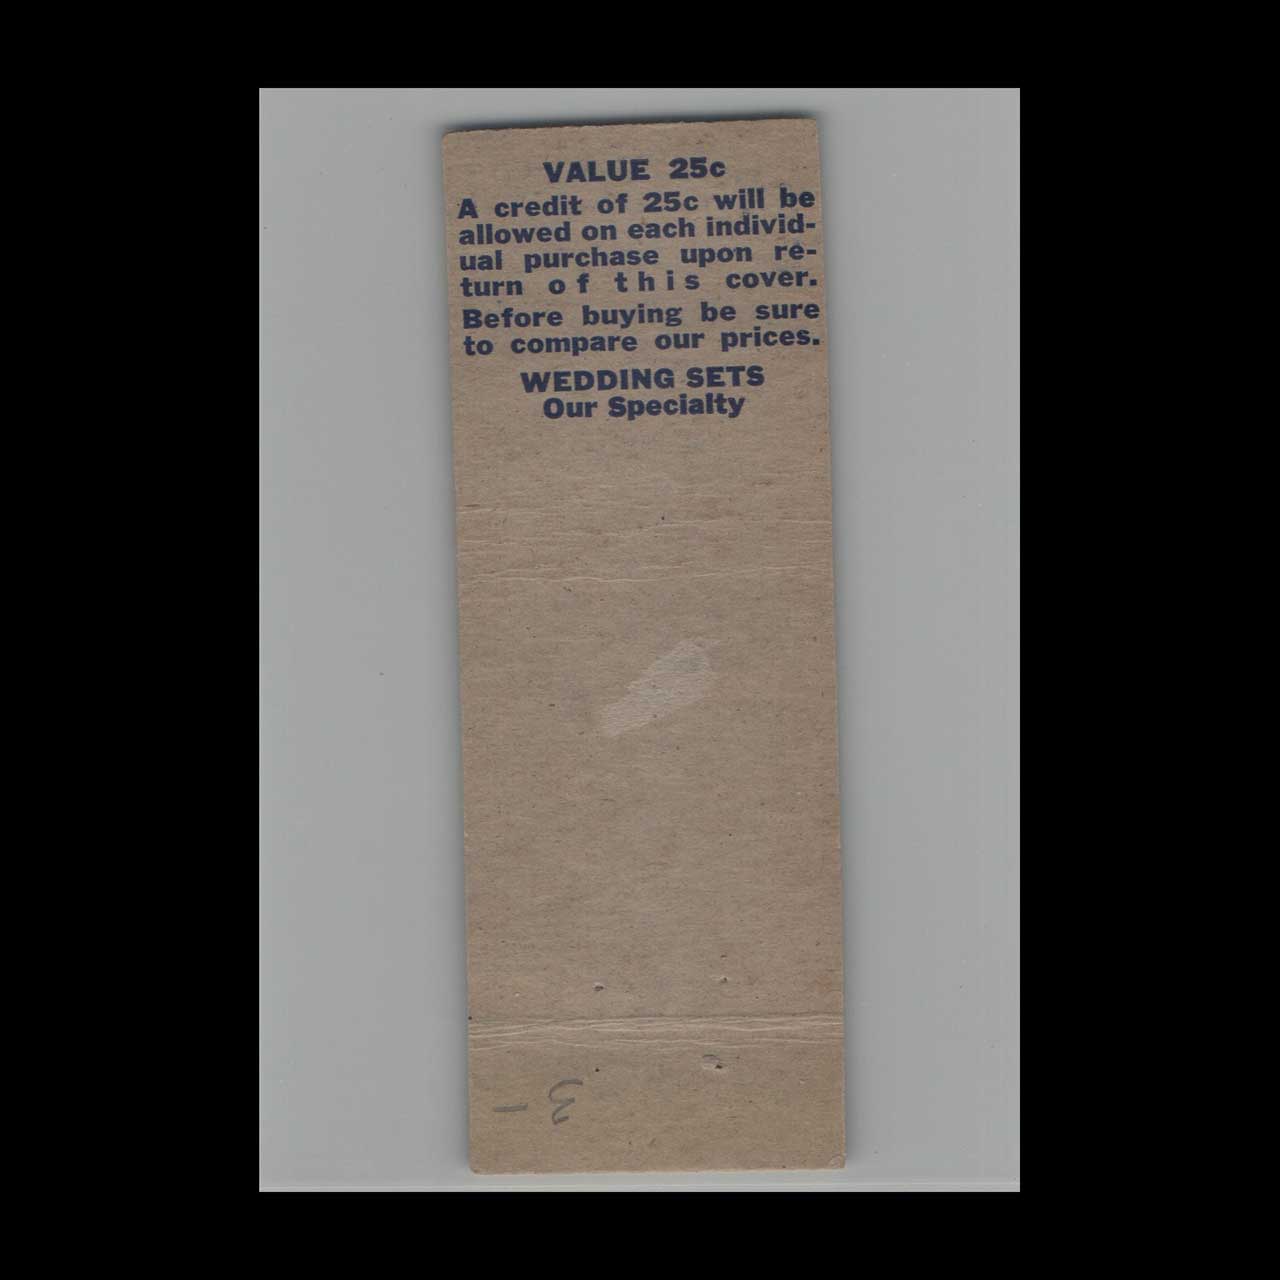 VALUE 25c
A credit of 25c will be
allowed on each individ-
ual purchase upon re-
turn of this cover.
Before buying be sure
to compare our prices.
WEDDING SETS
Our Specialty